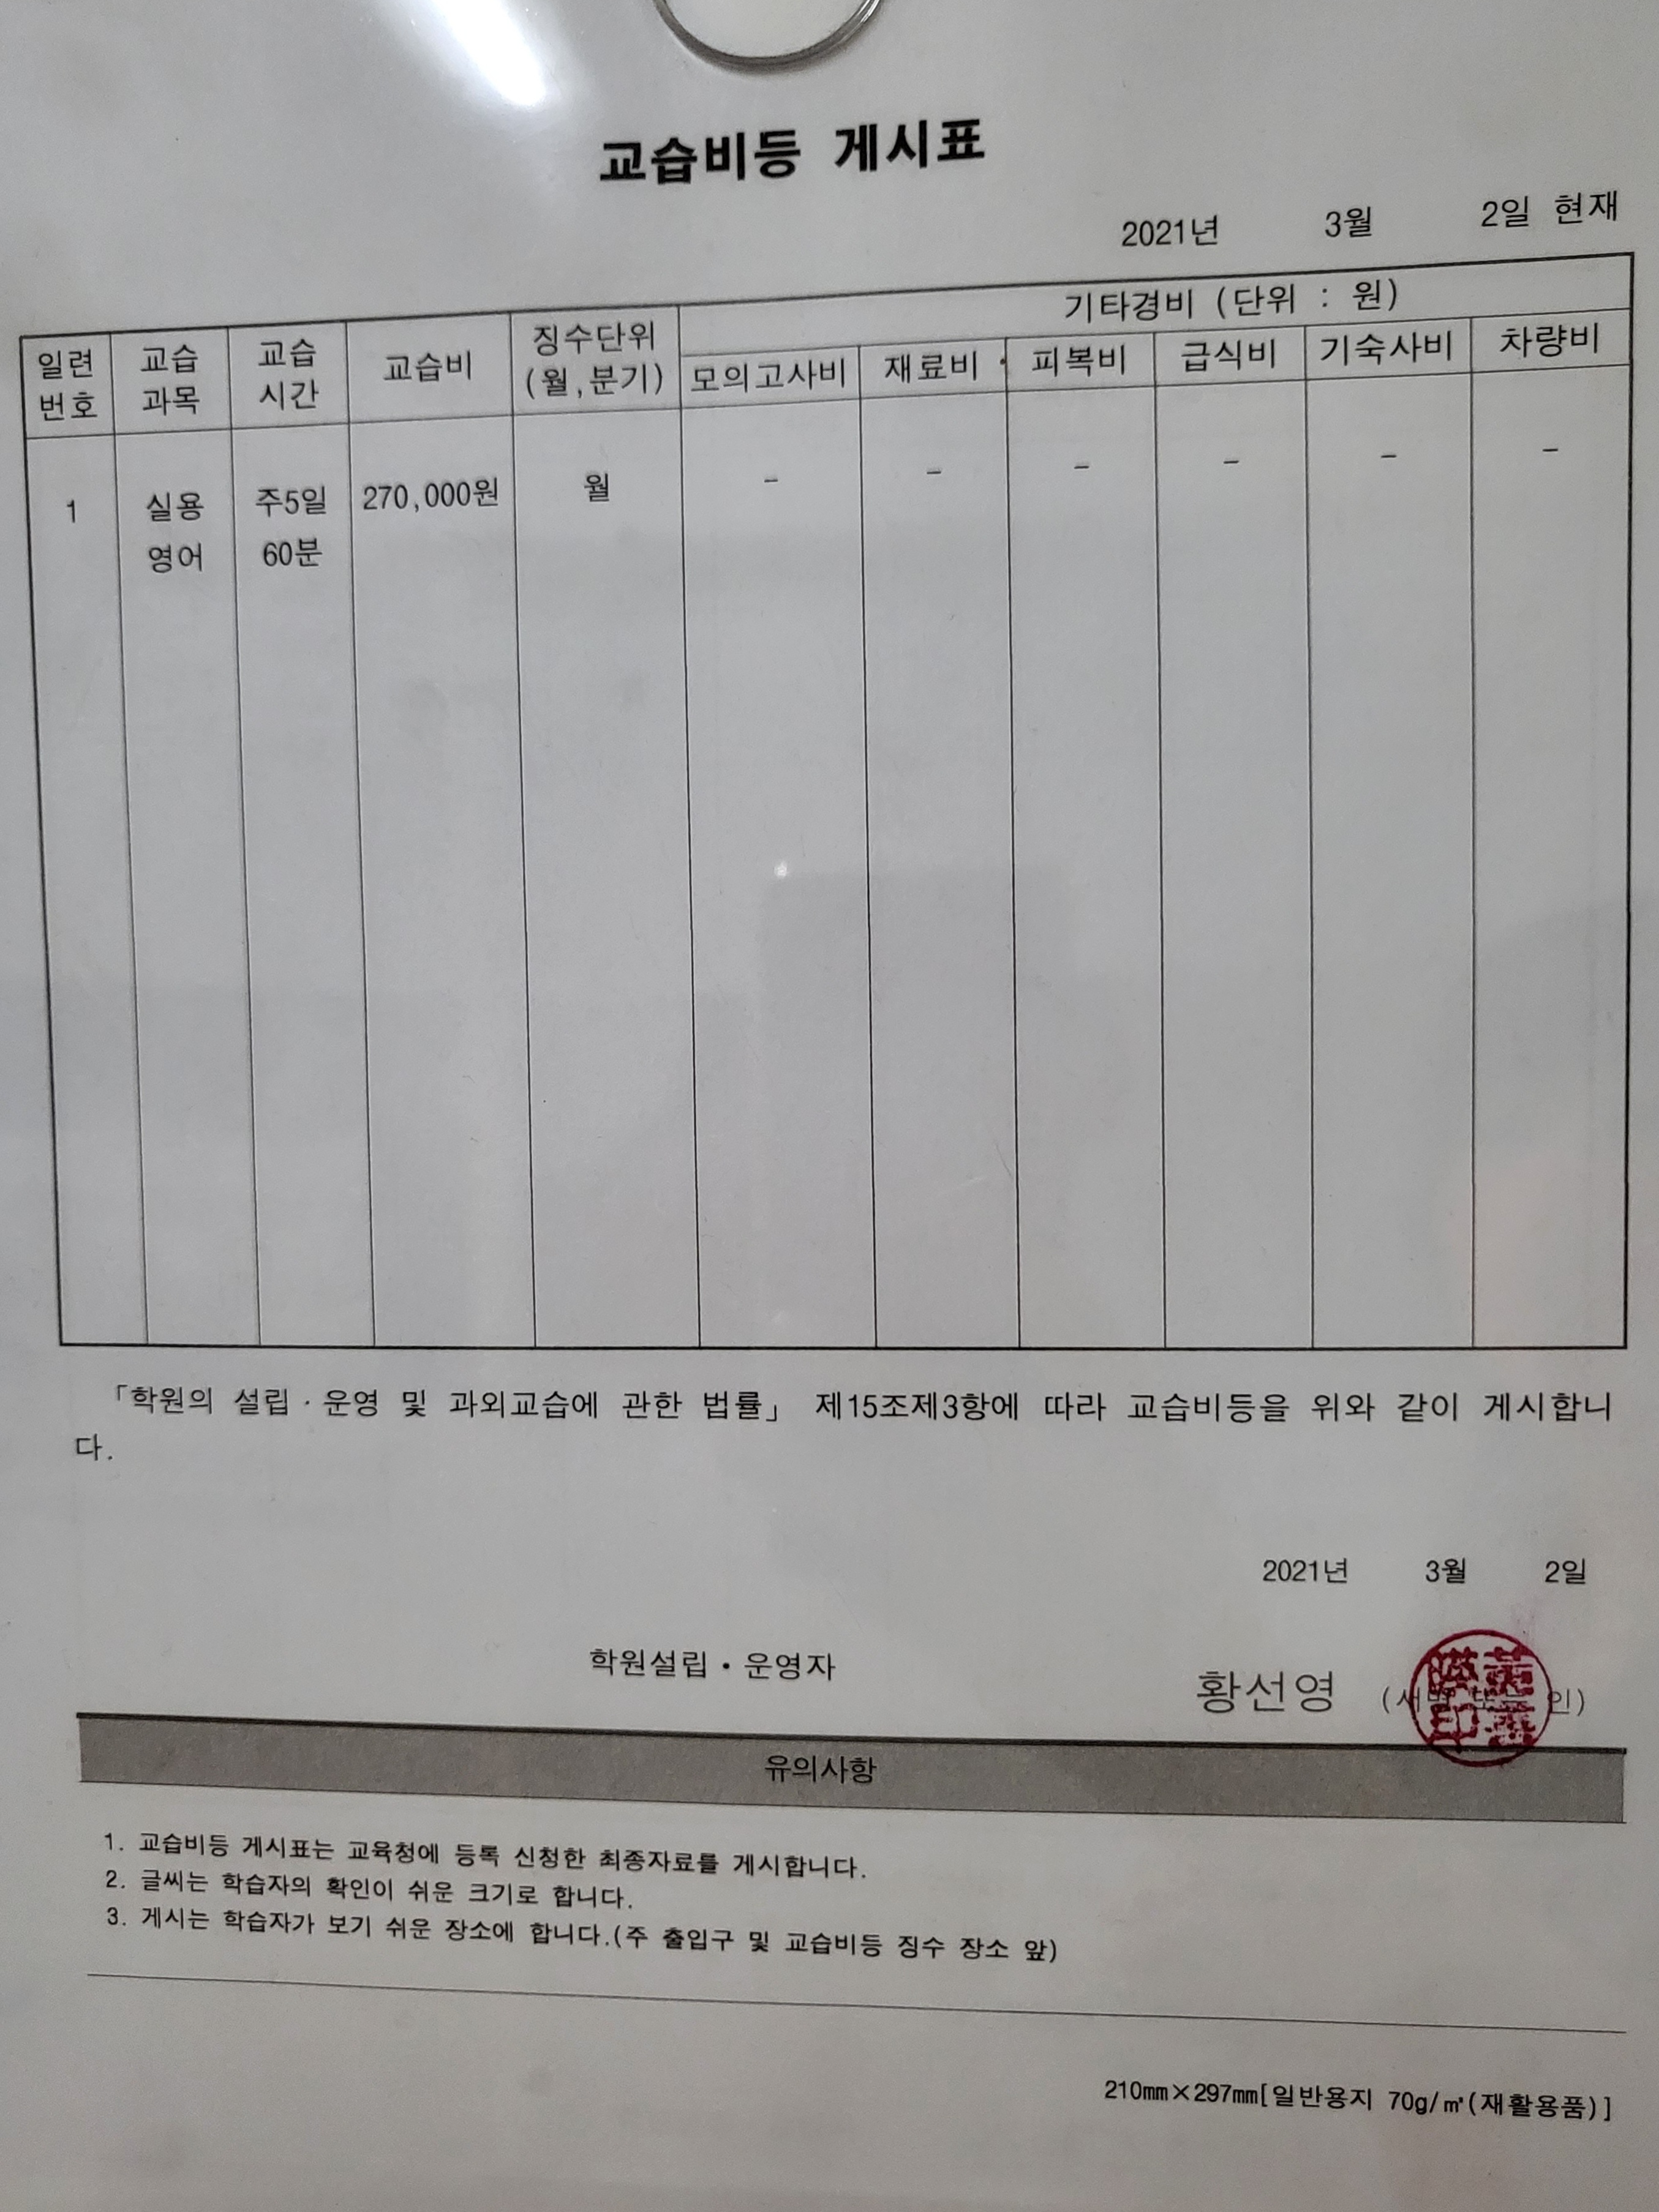 교습비등 게시표
2021년 3월 2일 현재
일련번호 교습과목 교습시간 교습비 징수단위(월,분기) 기타경비 (단위 : 원)
모의고사비 재료비 피복비 급식비 기숙사비 차량비
1 실용 주5일 270,000원 월 - - - - - -
영어 60분
「학원의 설립·운영 및 과외교습에 관한 법률」 제15조제3항에 따라 교습비등을 위와 같이 게시합니
다.
2021년 3월 2일
학원설립·운영자 황선영 (서명 또는 인)
유의사항
1. 교습비등 게시표는 교육청에 등록 신청한 최종자료를 게시합니다.
2. 글씨는 학습자의 확인이 쉬운 크기로 합니다.
3. 게시는 학습자가 보기 쉬운 장소에 합니다.(주 출입구 및 교습비등 징수 장소 앞)
210㎜×297㎜[일반용지 70g/㎡(재활용품)]